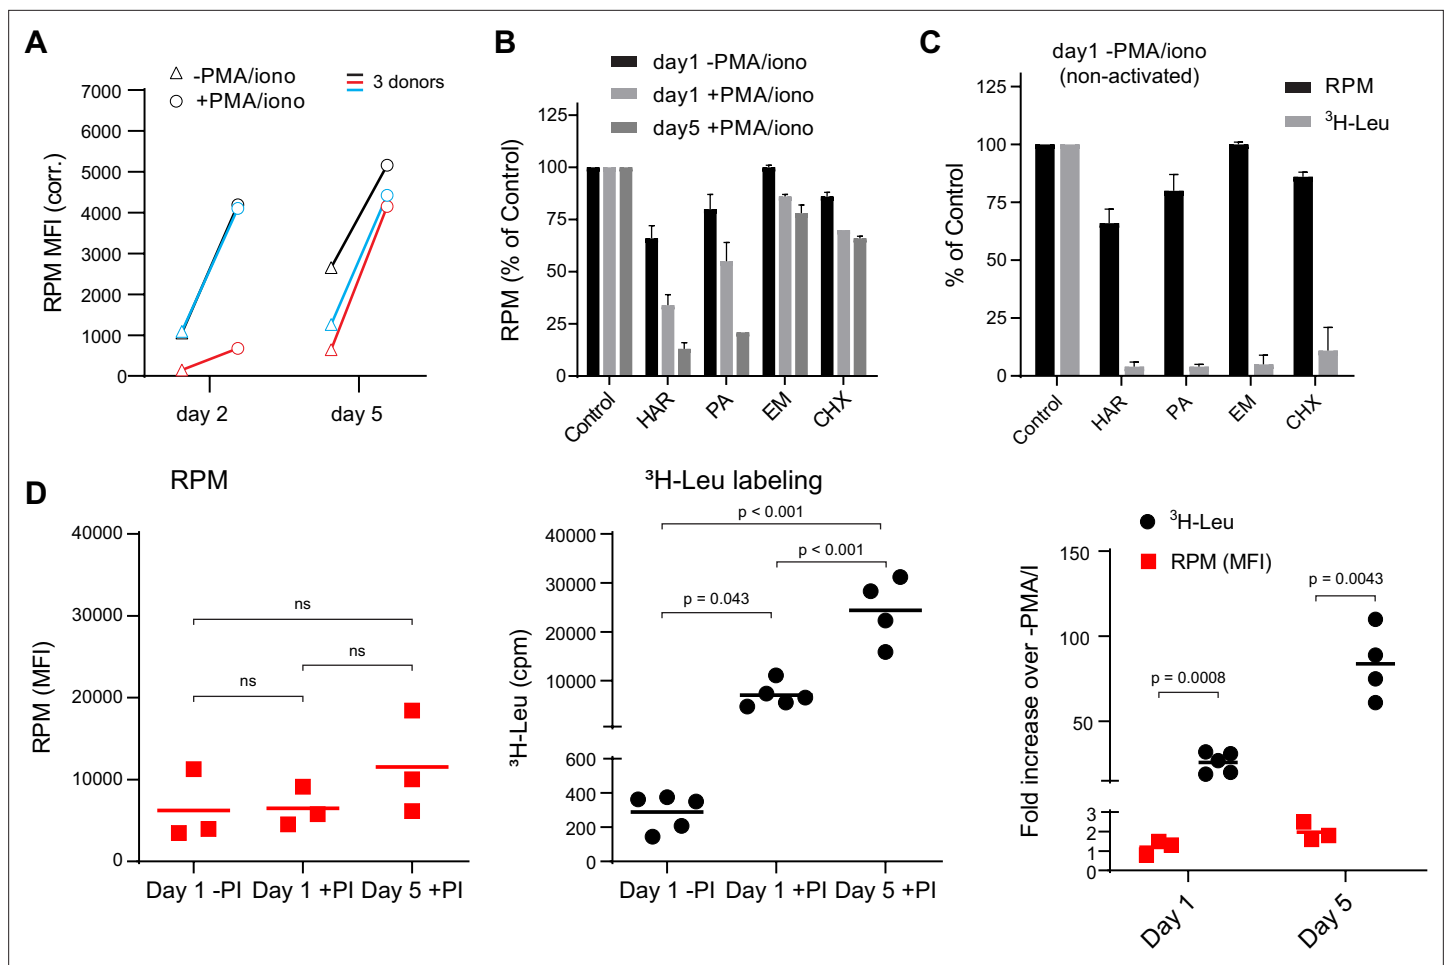 A
-PMA/iono
+PMA/iono
3 donors
RPM MFI (corr.)
7000
6000
5000
4000
3000
2000
1000
0
day 2
day 5
B
day1 -PMA/iono
day1 +PMA/iono
day5 +PMA/iono
RPM (% of Control)
125
100
75
50
25
0
Control
HAR
PA
EM
CHX
C
day1 -PMA/iono
(non-activated)
RPM
³H-Leu
% of Control
125
100
75
50
25
0
Control
HAR
PA
EM
CHX
D
RPM
RPM (MFI)
40000
30000
20000
10000
0
ns
ns
ns
Day 1 -PI
Day 1 +PI
Day 5 +PI
³H-Leu labeling
³H-Leu (cpm)
p < 0.001
p < 0.001
p = 0.043
40000
30000
20000
10000
600
400
200
0
Day 1 -PI
Day 1 +PI
Day 5 +PI
³H-Leu
RPM (MFI)
Fold increase over -PMA/I
150
100
50
3
2
1
0
p = 0.0043
p = 0.0008
Day 1
Day 5